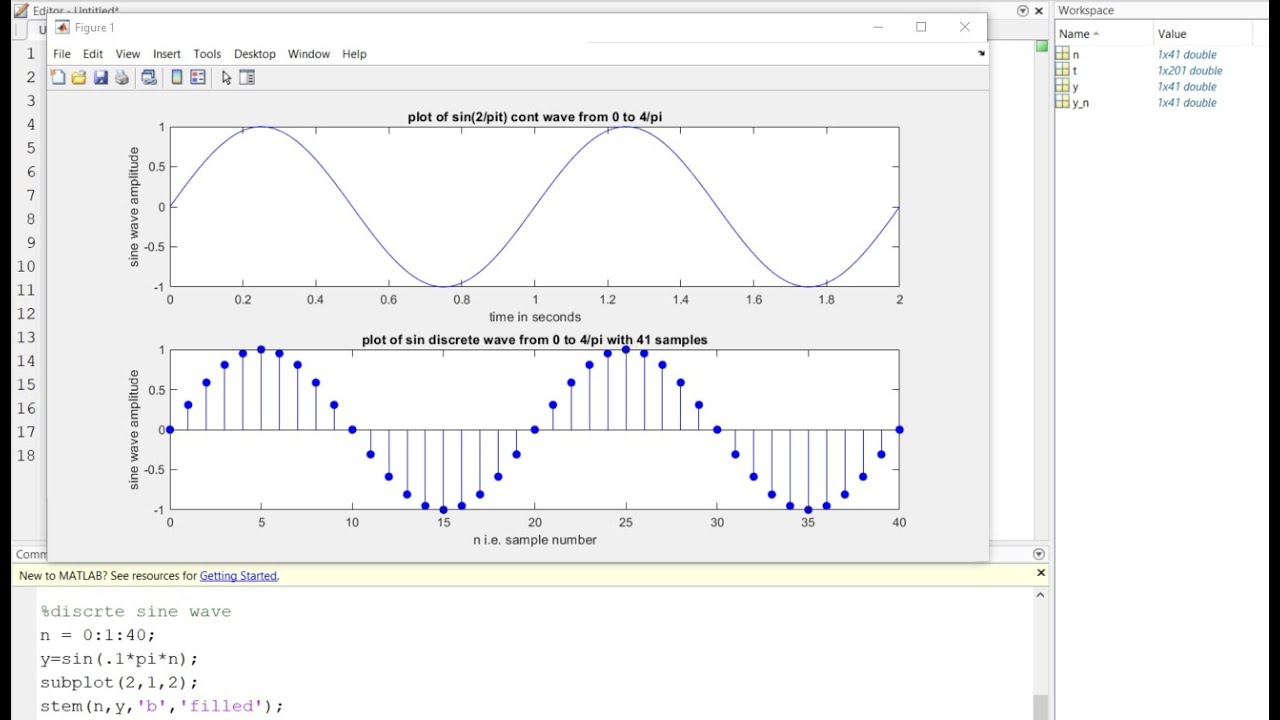 Editor - Untitled*
Workspace
Figure 1
U
Name Value
File Edit View Insert Tools Desktop Window Help
n 1x41 double
t 1x201 double
y 1x41 double
y_n 1x41 double
1
2
3
4
5
6
7
8
9
10
11
12
13
14
15
16
17
18
plot of sin(2/pit) cont wave from 0 to 4/pi
sine wave amplitude
1
0.5
0
-0.5
-1
0 0.2 0.4 0.6 0.8 1 1.2 1.4 1.6 1.8 2
time in seconds
plot of sin discrete wave from 0 to 4/pi with 41 samples
sine wave amplitude
1
0.5
0
-0.5
-1
0 5 10 15 20 25 30 35 40
n i.e. sample number
Comm
New to MATLAB? See resources for Getting Started.
%discrte sine wave
n = 0:1:40;
y=sin(.1*pi*n);
subplot(2,1,2);
stem(n,y,'b','filled');